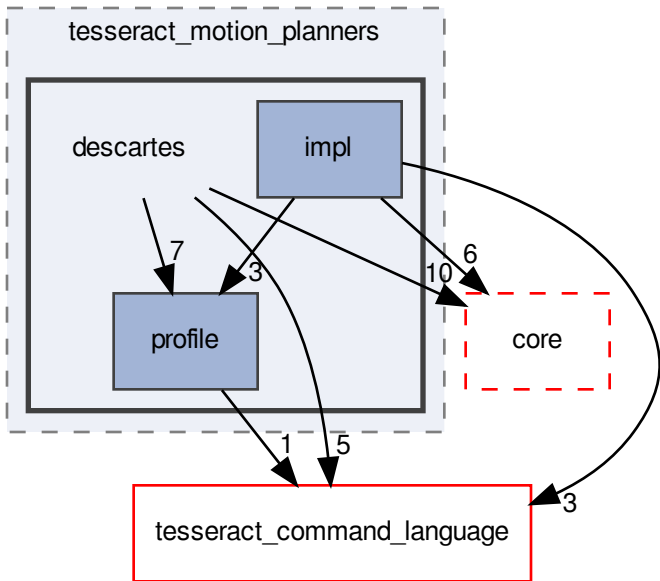 tesseract_motion_planners
descartes
impl
7
3
6
10
profile
core
1
5
3
tesseract_command_language